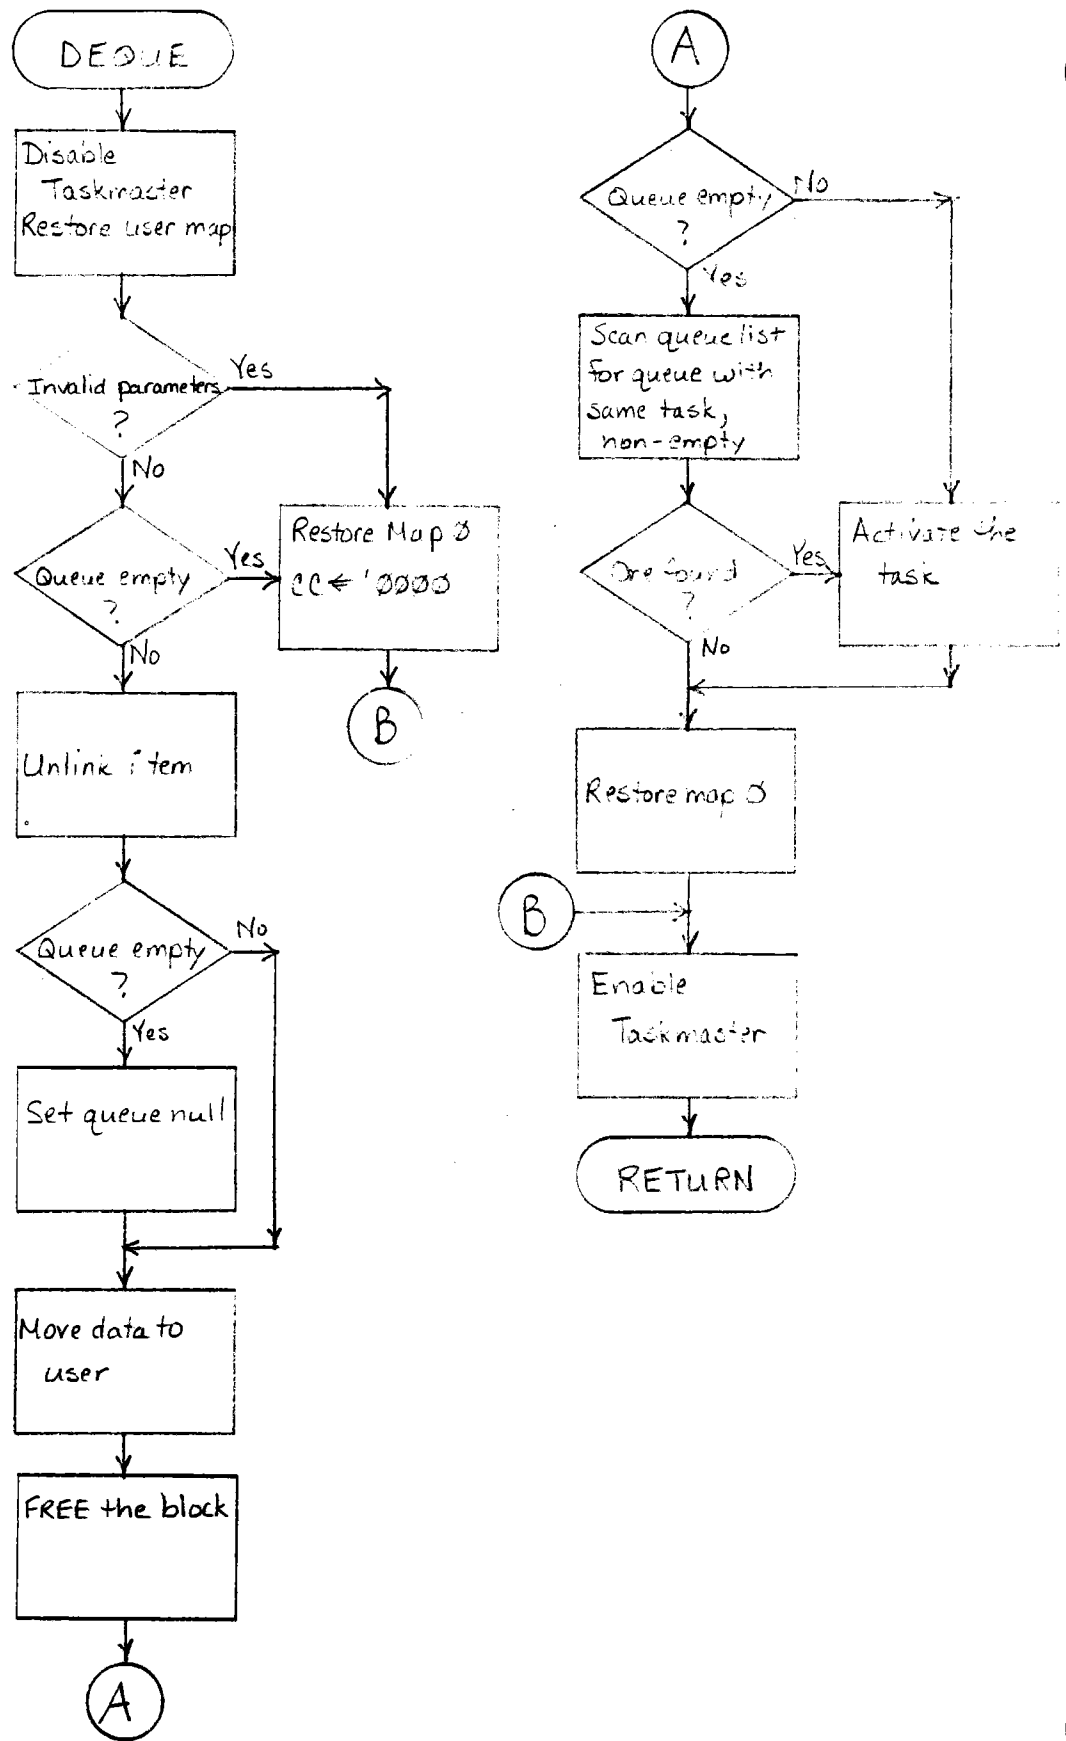 DEQUE
Disable
Taskmaster
Restore user map
Invalid parameters
?
Yes
No
Queue empty
?
Yes
No
Restore Map Ø
CC ← 'ØØØØ
B
Unlink item
Queue empty
?
No
Yes
Set queue null
Move data to
user
FREE the block
A
A
Queue empty
?
No
Yes
Scan queue list
for queue with
same task,
non-empty
One found
?
Yes
No
Activate the
task
Restore map Ø
B
Enable
Taskmaster
RETURN